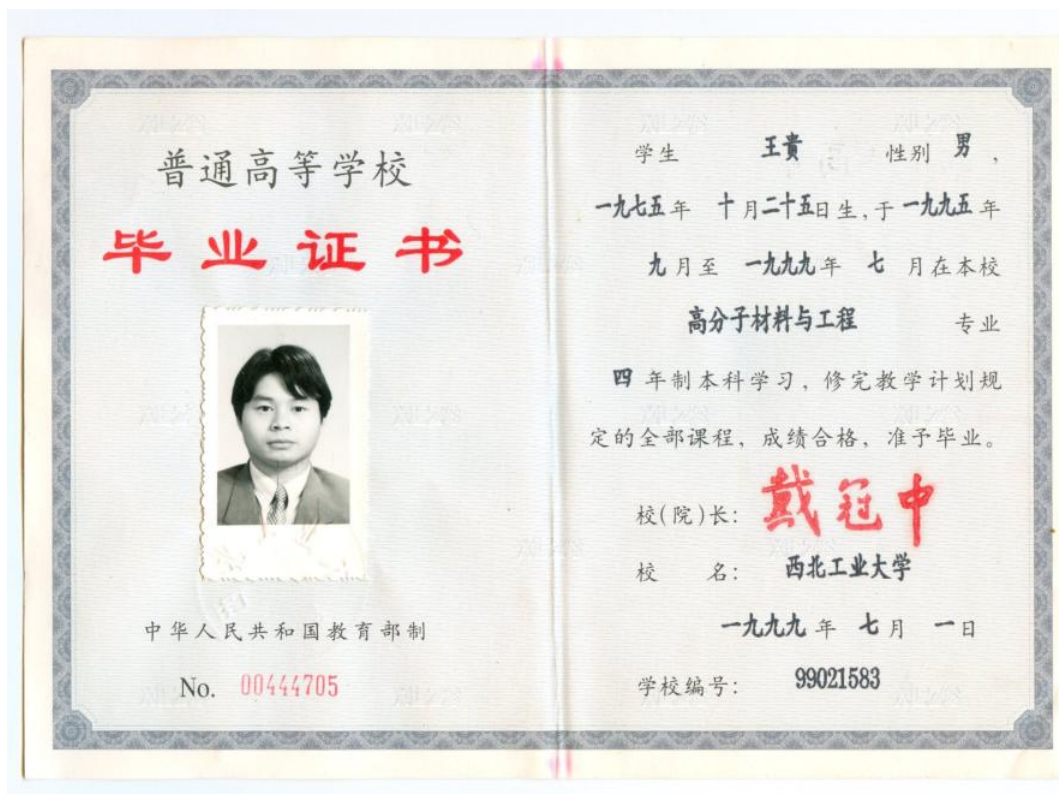 普通高等学校
毕业证书
中华人民共和国教育部制
No. 00444705
学生 王貴 性别 男，
一九七五年 十月二十五日生,于一九九五年
九月至 一九九九年 七 月在本校
高分子材料与工程 专业
四 年制本科学习，修完教学计划规
定的全部课程，成绩合格，准予毕业。
校(院)长： 戴冠中
校 名： 西北工业大学
一九九九 年 七 月 一日
学校编号： 99021583